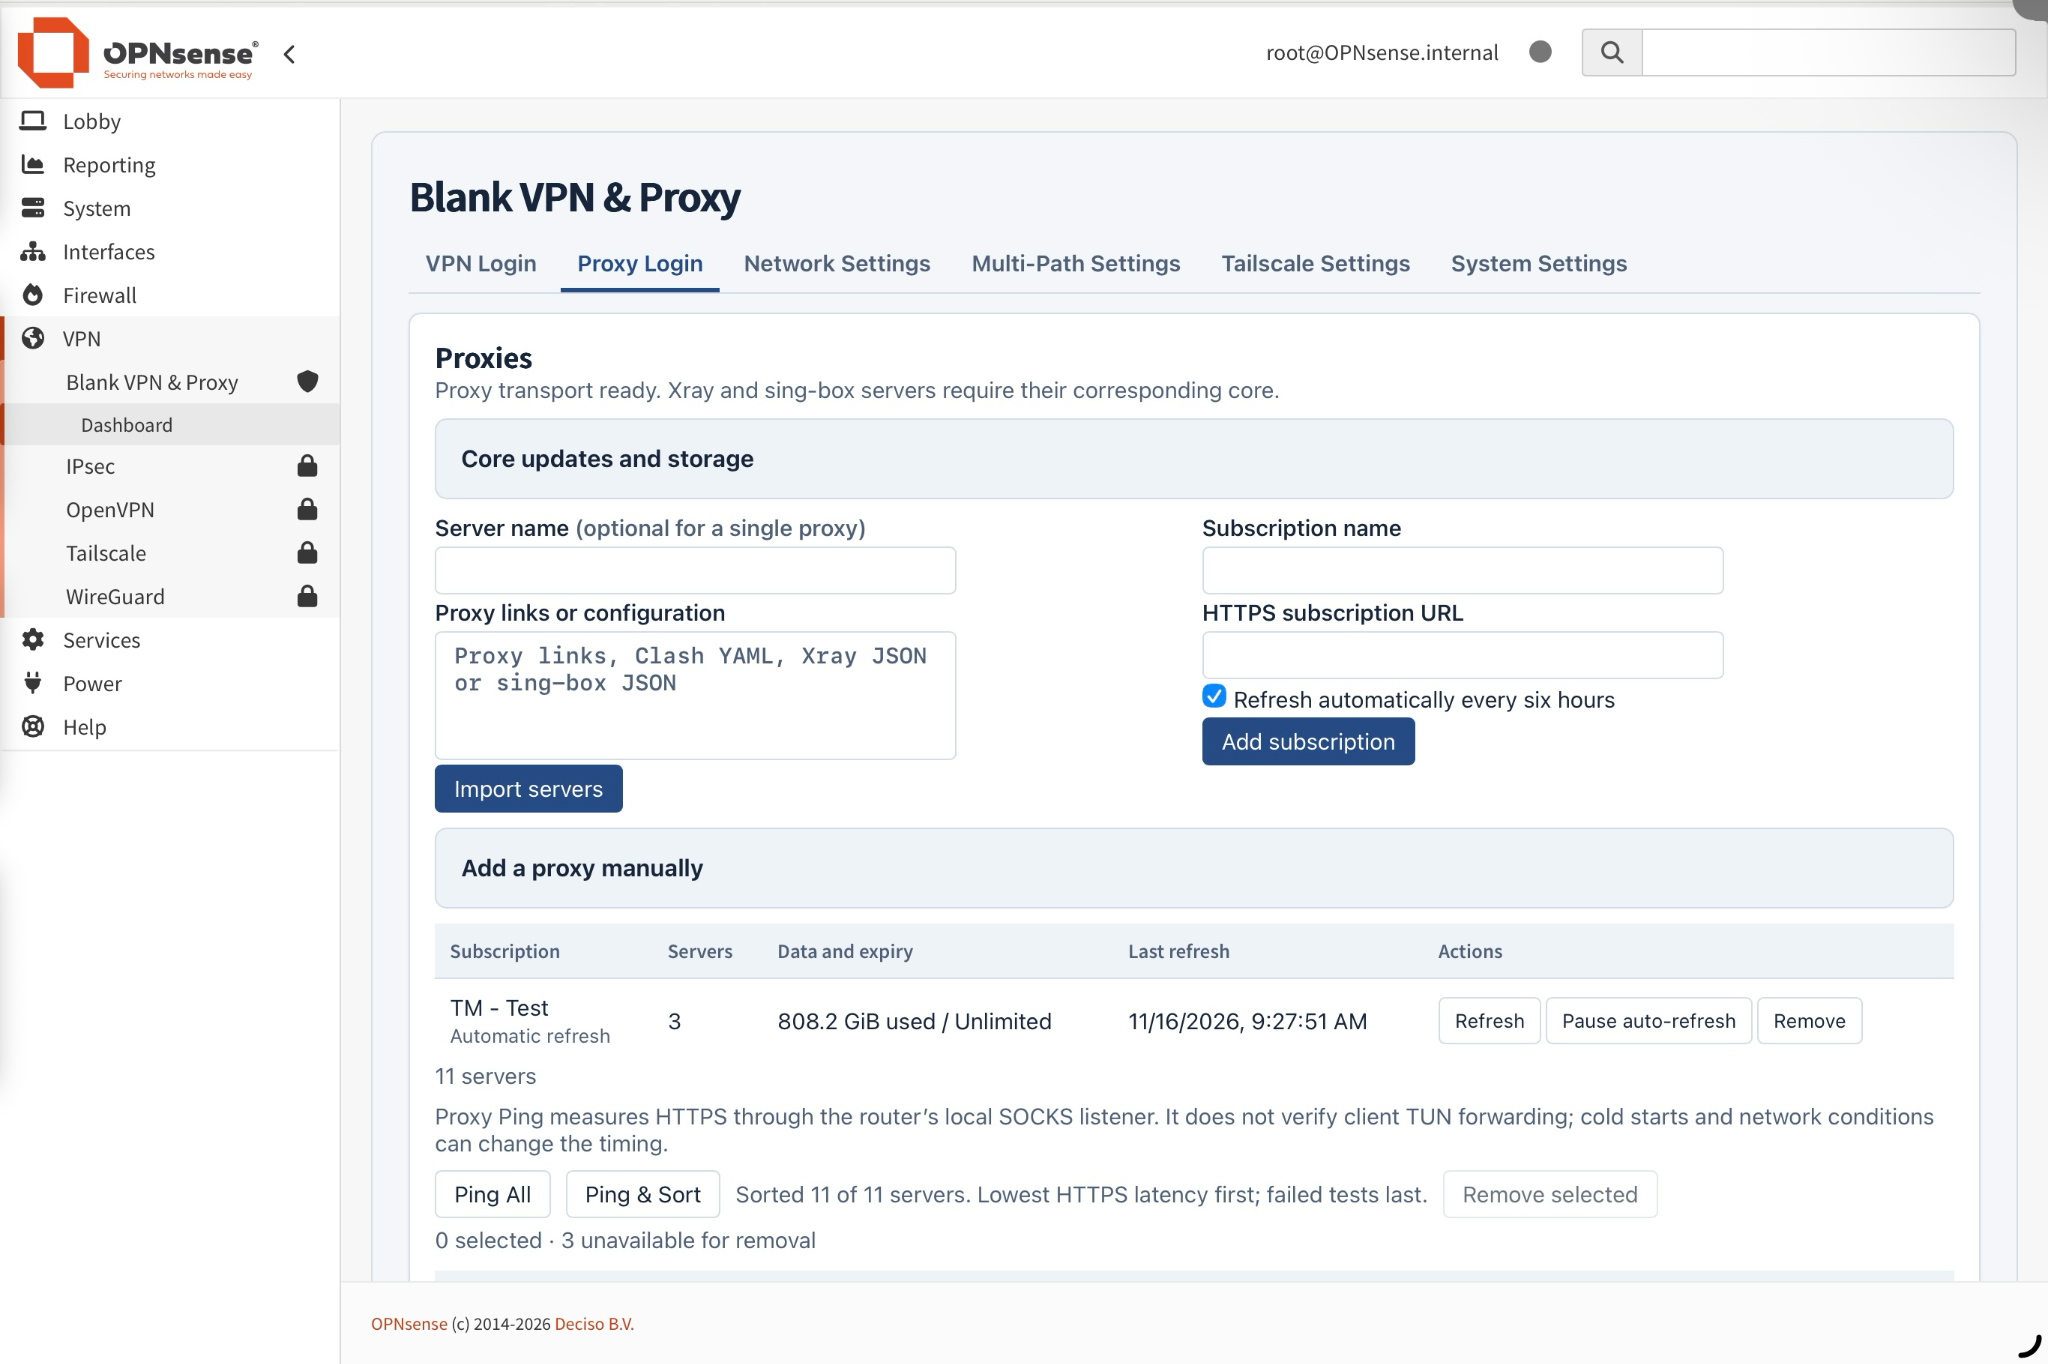 OPNsense®
Securing networks made easy
root@OPNsense.internal
Lobby
Reporting
System
Interfaces
Firewall
VPN
Blank VPN & Proxy
Dashboard
IPsec
OpenVPN
Tailscale
WireGuard
Services
Power
Help
Blank VPN & Proxy
VPN Login
Proxy Login
Network Settings
Multi-Path Settings
Tailscale Settings
System Settings
Proxies
Proxy transport ready. Xray and sing-box servers require their corresponding core.
Core updates and storage
Server name (optional for a single proxy)
Proxy links or configuration
Proxy links, Clash YAML, Xray JSON
or sing-box JSON
Import servers
Subscription name
HTTPS subscription URL
Refresh automatically every six hours
Add subscription
Add a proxy manually
Subscription Servers Data and expiry Last refresh Actions
TM - Test
Automatic refresh
3
808.2 GiB used / Unlimited
11/16/2026, 9:27:51 AM
Refresh
Pause auto-refresh
Remove
11 servers
Proxy Ping measures HTTPS through the router’s local SOCKS listener. It does not verify client TUN forwarding; cold starts and network conditions
can change the timing.
Ping All
Ping & Sort
Sorted 11 of 11 servers. Lowest HTTPS latency first; failed tests last.
Remove selected
0 selected · 3 unavailable for removal
OPNsense (c) 2014-2026 Deciso B.V.